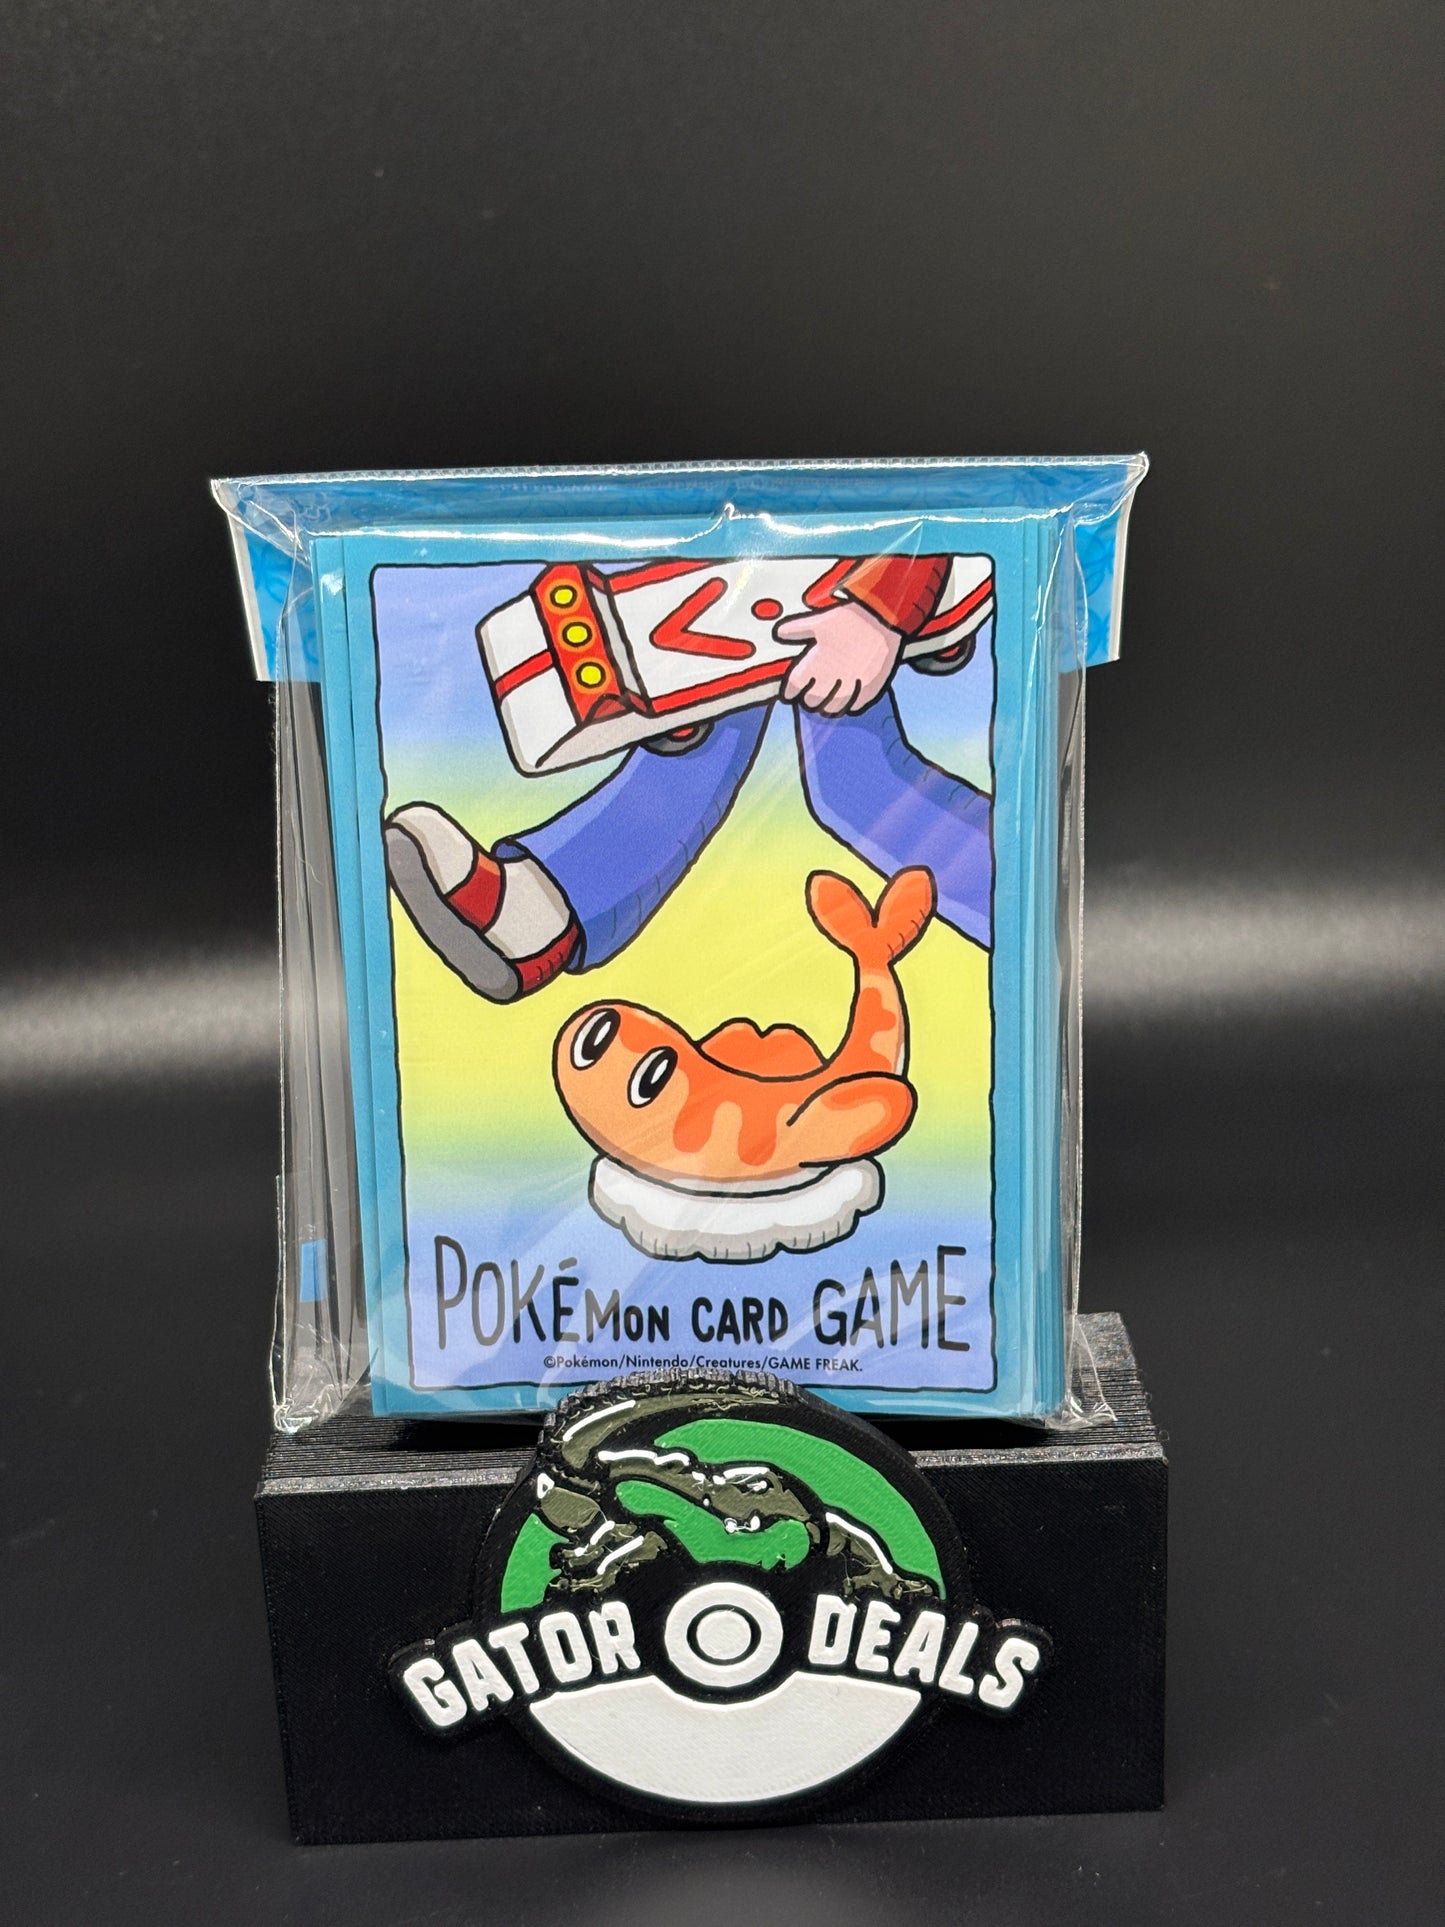 POKÉMON CARD GAME
©Pokémon/Nintendo/Creatures/GAME FREAK.
GATOR DEALS